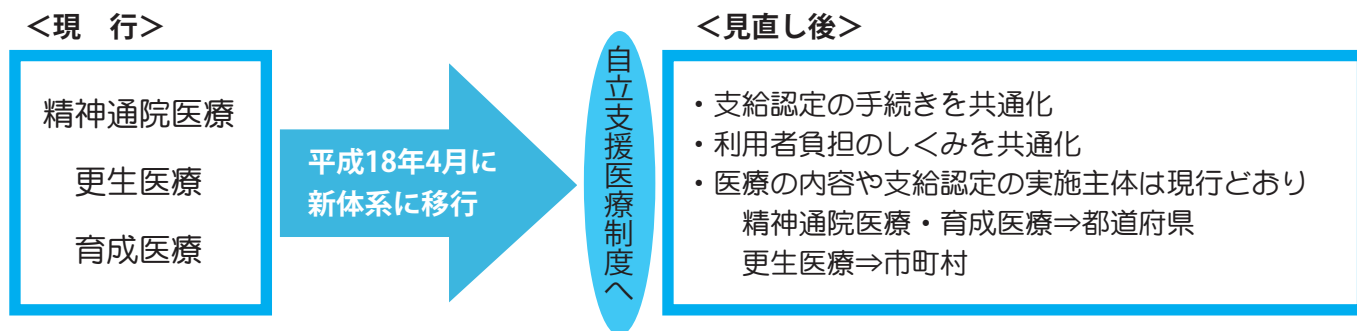 ＜現　行＞
精神通院医療
更生医療
育成医療
平成18年4月に
新体系に移行
自立支援医療制度へ
＜見直し後＞
・支給認定の手続きを共通化
・利用者負担のしくみを共通化
・医療の内容や支給認定の実施主体は現行どおり
精神通院医療・育成医療⇒都道府県
更生医療⇒市町村